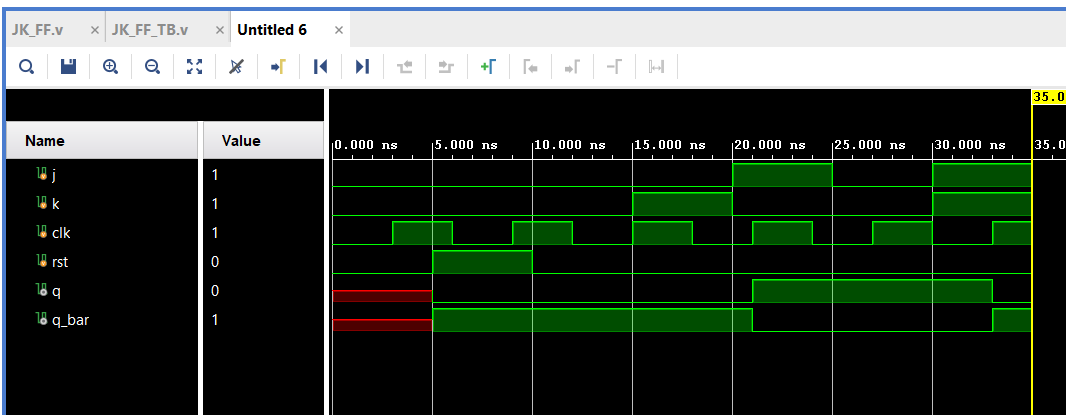 JK_FF.v × JK_FF_TB.v × Untitled 6 ×
35.0
Name Value
0.000 ns 5.000 ns 10.000 ns 15.000 ns 20.000 ns 25.000 ns 30.000 ns 35.0
j 1
k 1
clk 1
rst 0
q 0
q_bar 1